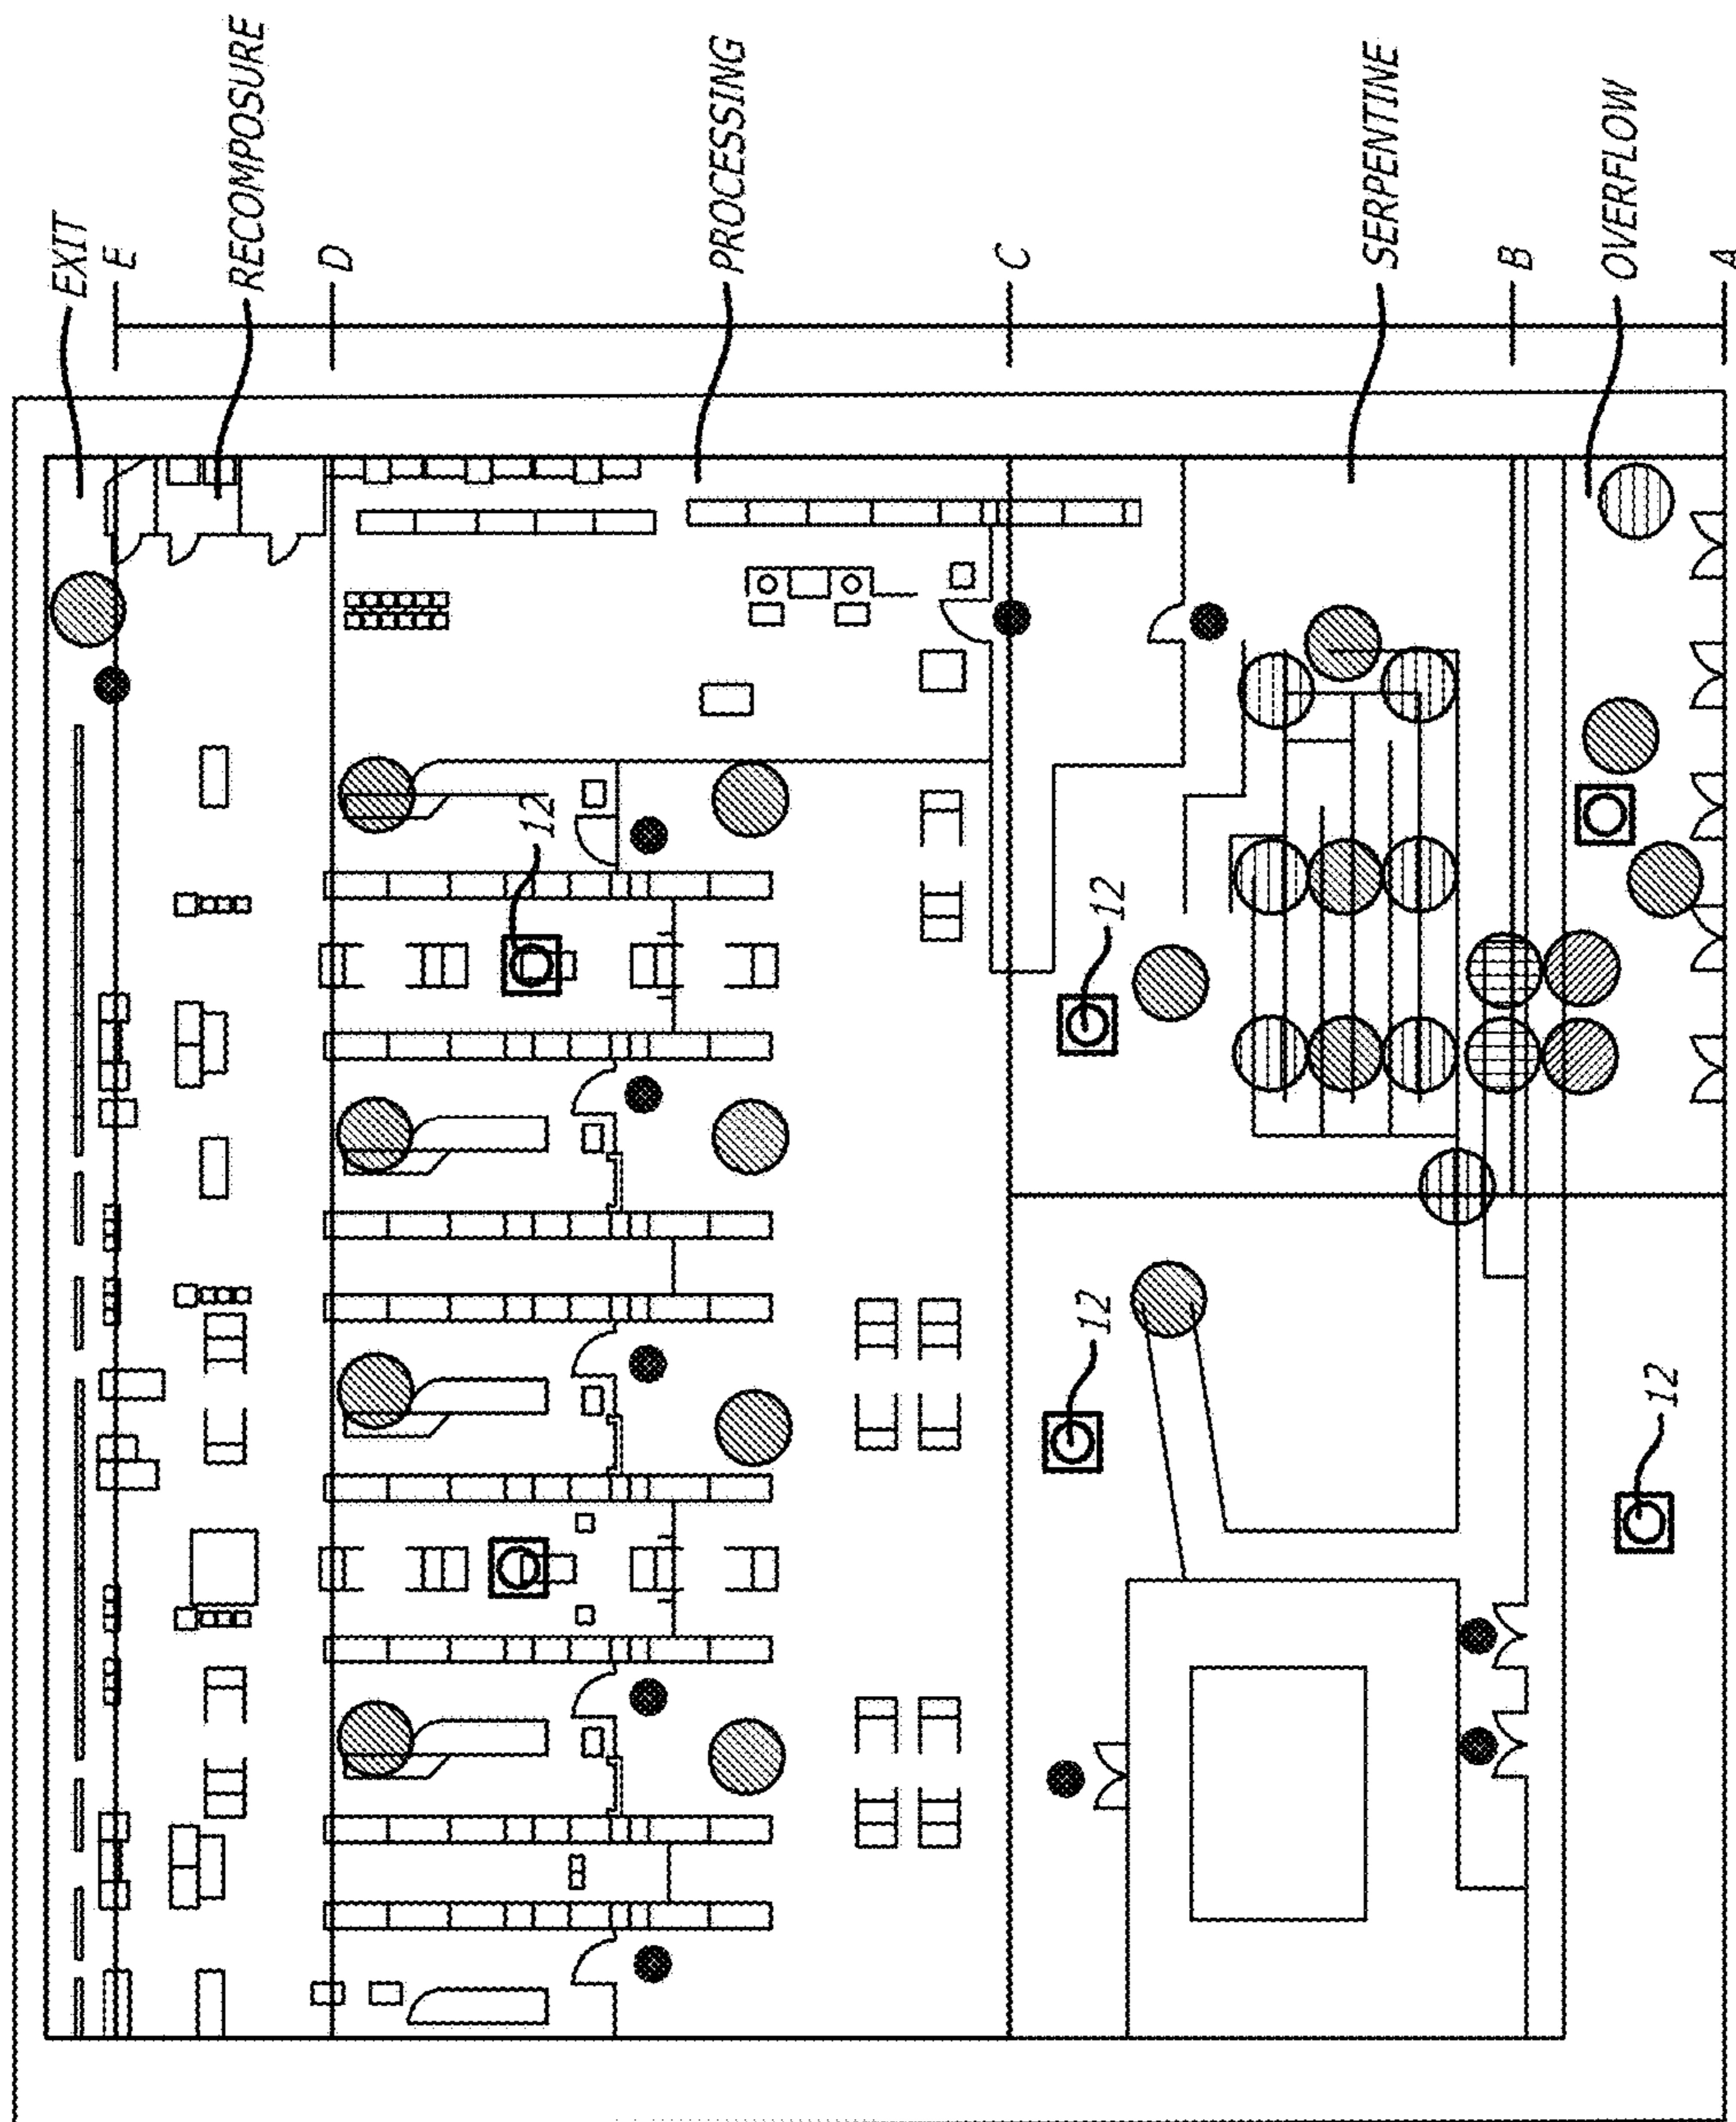 EXIT
E
RECOMPOSURE
D
PROCESSING
C
SERPENTINE
B
OVERFLOW
A
12
12
12
12